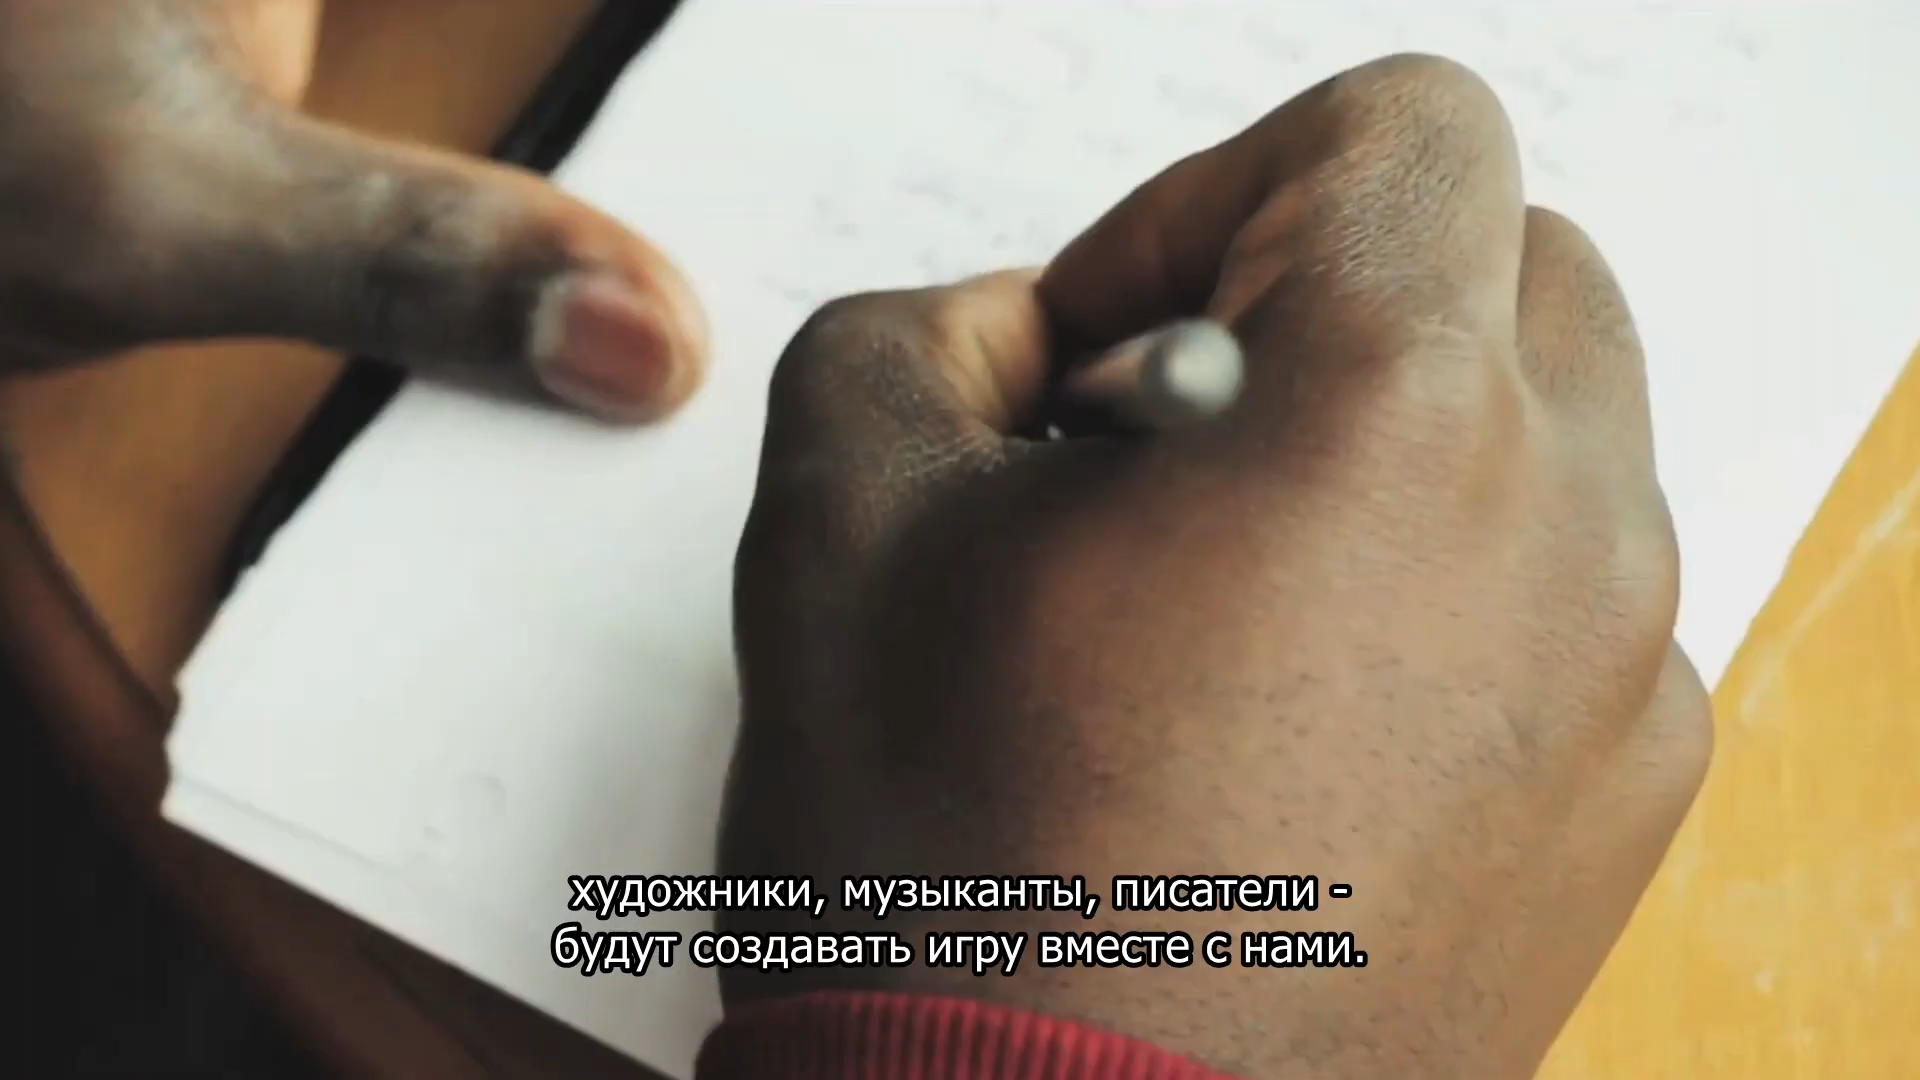 художники, музыканты, писатели -
будут создавать игру вместе с нами.